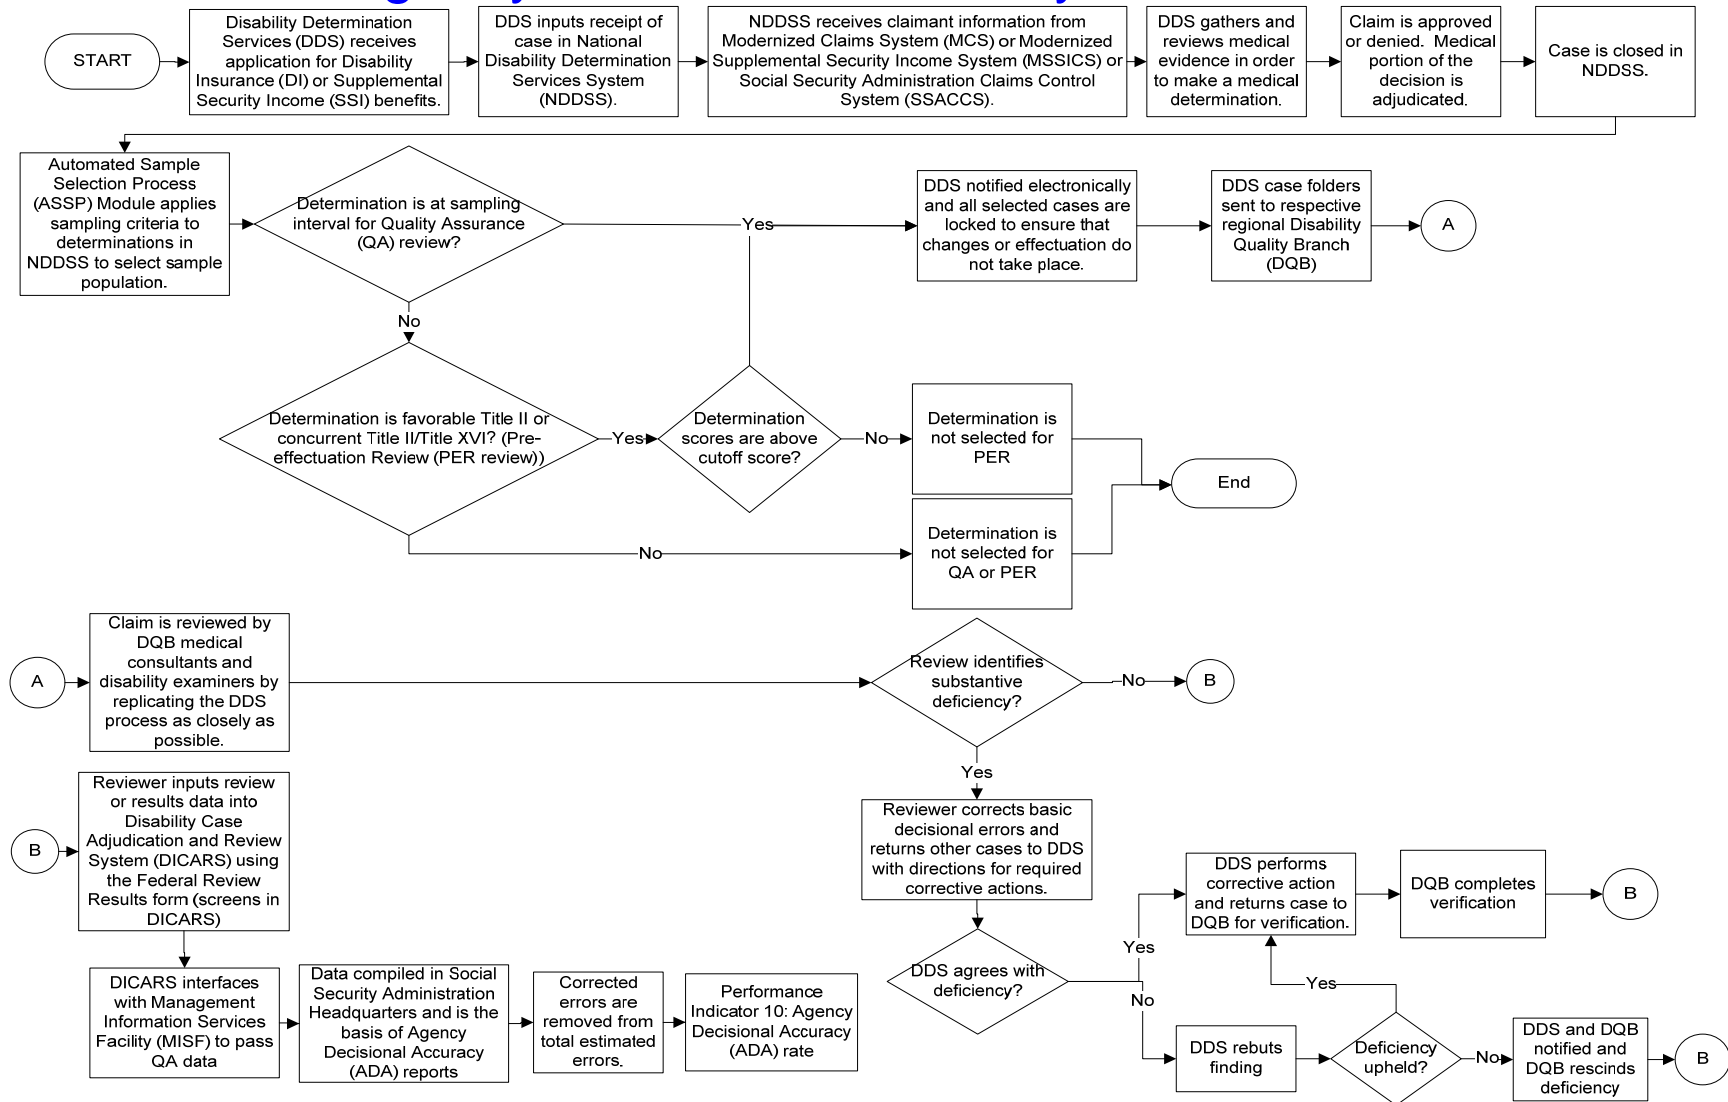 START
Disability Determination
Services (DDS) receives
application for Disability
Insurance (DI) or Supplemental
Security Income (SSI) benefits.
DDS inputs receipt of
case in National
Disability Determination
Services System
(NDDSS).
NDDSS receives claimant information from
Modernized Claims System (MCS) or Modernized
Supplemental Security Income System (MSSICS) or
Social Security Administration Claims Control
System (SSACCS).
DDS gathers and
reviews medical
evidence in order
to make a medical
determination.
Claim is approved
or denied.  Medical
portion of the
decision is
adjudicated.
Case is closed in
NDDSS.
Automated Sample
Selection Process
(ASSP) Module applies
sampling criteria to
determinations in
NDDSS to select sample
population.
Determination is at sampling
interval for Quality Assurance
(QA) review?
Yes
DDS notified electronically
and all selected cases are
locked to ensure that
changes or effectuation do
not take place.
DDS case folders
sent to respective
regional Disability
Quality Branch
(DQB)
A
No
Determination is favorable Title II or
concurrent Title II/Title XVI? (Pre-
effectuation Review (PER review))
Yes
Determination
scores are above
cutoff score?
No
Determination is
not selected for
PER
End
No
Determination is
not selected for
QA or PER
A
Claim is reviewed by
DQB medical
consultants and
disability examiners by
replicating the DDS
process as closely as
possible.
Review identifies
substantive
deficiency?
No
B
Yes
Reviewer corrects basic
decisional errors and
returns other cases to DDS
with directions for required
corrective actions.
B
Reviewer inputs review
or results data into
Disability Case
Adjudication and Review
System (DICARS) using
the Federal Review
Results form (screens in
DICARS)
DDS agrees with
deficiency?
Yes
DDS performs
corrective action
and returns case to
DQB for verification.
DQB completes
verification
B
No
DDS rebuts
finding
Deficiency
upheld?
Yes
No
DDS and DQB
notified and
DQB rescinds
deficiency
B
DICARS interfaces
with Management
Information Services
Facility (MISF) to pass
QA data
Data compiled in Social
Security Administration
Headquarters and is the
basis of Agency
Decisional Accuracy
(ADA) reports
Corrected
errors are
removed from
total estimated
errors.
Performance
Indicator 10: Agency
Decisional Accuracy
(ADA) rate